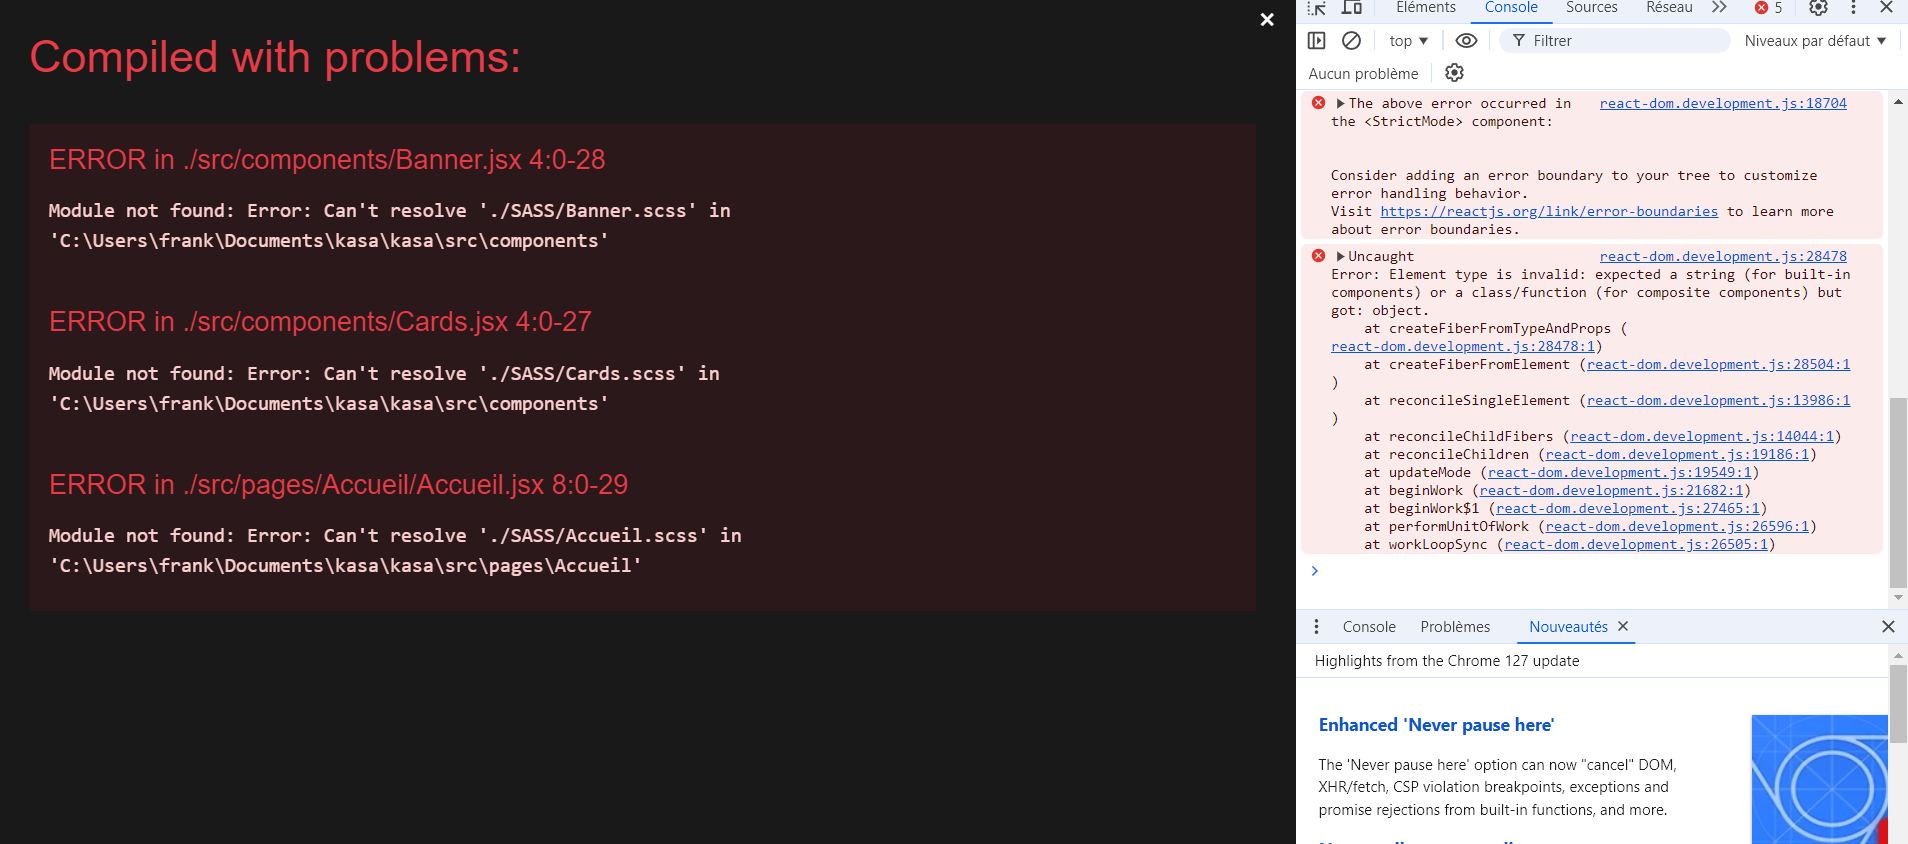 Compiled with problems:
ERROR in ./src/components/Banner.jsx 4:0-28
Module not found: Error: Can't resolve './SASS/Banner.scss' in
'C:\Users\frank\Documents\kasa\kasa\src\components'
ERROR in ./src/components/Cards.jsx 4:0-27
Module not found: Error: Can't resolve './SASS/Cards.scss' in
'C:\Users\frank\Documents\kasa\kasa\src\components'
ERROR in ./src/pages/Accueil/Accueil.jsx 8:0-29
Module not found: Error: Can't resolve './SASS/Accueil.scss' in
'C:\Users\frank\Documents\kasa\kasa\src\pages\Accueil'
Eléments Console Sources Réseau 5
top Filtrer Niveaux par défaut
Aucun problème
The above error occurred in react-dom.development.js:18704
the <StrictMode> component:
Consider adding an error boundary to your tree to customize
error handling behavior.
Visit https://reactjs.org/link/error-boundaries to learn more
about error boundaries.
Uncaught react-dom.development.js:28478
Error: Element type is invalid: expected a string (for built-in
components) or a class/function (for composite components) but
got: object.
at createFiberFromTypeAndProps (
react-dom.development.js:28478:1)
at createFiberFromElement (react-dom.development.js:28504:1
)
at reconcileSingleElement (react-dom.development.js:13986:1
)
at reconcileChildFibers (react-dom.development.js:14044:1)
at reconcileChildren (react-dom.development.js:19186:1)
at updateMode (react-dom.development.js:19549:1)
at beginWork (react-dom.development.js:21682:1)
at beginWork$1 (react-dom.development.js:27465:1)
at performUnitOfWork (react-dom.development.js:26596:1)
at workLoopSync (react-dom.development.js:26505:1)
Console Problèmes Nouveautés
Highlights from the Chrome 127 update
Enhanced 'Never pause here'
The 'Never pause here' option can now "cancel" DOM,
XHR/fetch, CSP violation breakpoints, exceptions and
promise rejections from built-in functions, and more.